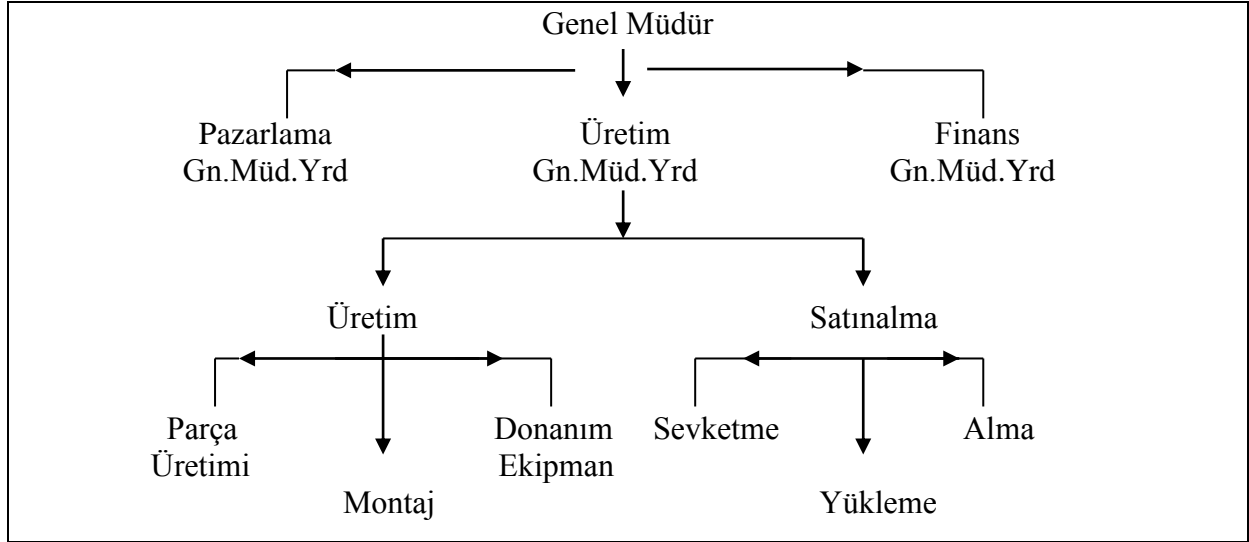 Genel Müdür
Pazarlama
Gn.Müd.Yrd
Üretim
Gn.Müd.Yrd
Finans
Gn.Müd.Yrd
Üretim
Satınalma
Parça
Üretimi
Montaj
Donanım
Ekipman
Sevketme
Yükleme
Alma